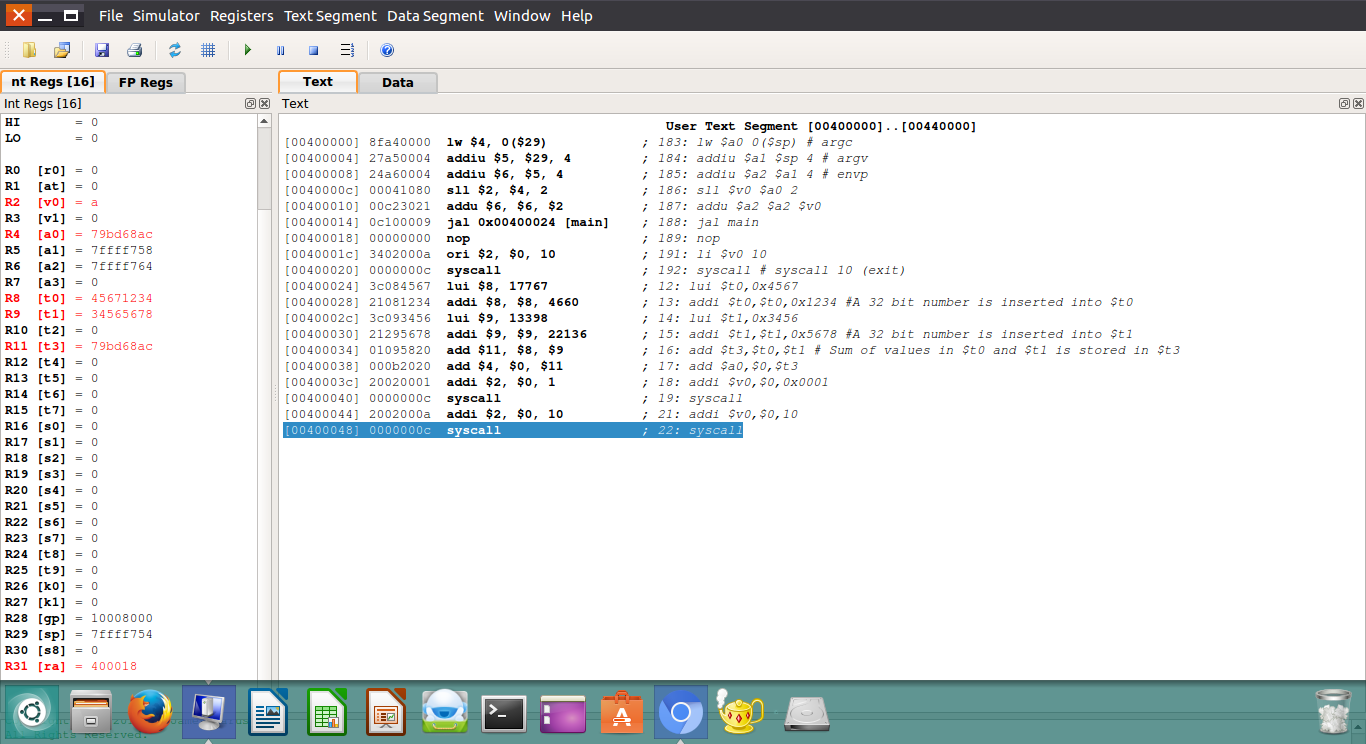 File Simulator Registers Text Segment Data Segment Window Help
nt Regs [16] FP Regs
Text Data
Int Regs [16]
Text
HI = 0
LO = 0
R0 [r0] = 0
R1 [at] = 0
R2 [v0] = a
R3 [v1] = 0
R4 [a0] = 79bd68ac
R5 [a1] = 7ffff758
R6 [a2] = 7ffff764
R7 [a3] = 0
R8 [t0] = 45671234
R9 [t1] = 34565678
R10 [t2] = 0
R11 [t3] = 79bd68ac
R12 [t4] = 0
R13 [t5] = 0
R14 [t6] = 0
R15 [t7] = 0
R16 [s0] = 0
R17 [s1] = 0
R18 [s2] = 0
R19 [s3] = 0
R20 [s4] = 0
R21 [s5] = 0
R22 [s6] = 0
R23 [s7] = 0
R24 [t8] = 0
R25 [t9] = 0
R26 [k0] = 0
R27 [k1] = 0
R28 [gp] = 10008000
R29 [sp] = 7ffff754
R30 [s8] = 0
R31 [ra] = 400018
User Text Segment [00400000]..[00440000]
[00400000] 8fa40000 lw $4, 0($29) ; 183: lw $a0 0($sp) # argc
[00400004] 27a50004 addiu $5, $29, 4 ; 184: addiu $a1 $sp 4 # argv
[00400008] 24a60004 addiu $6, $5, 4 ; 185: addiu $a2 $a1 4 # envp
[0040000c] 00041080 sll $2, $4, 2 ; 186: sll $v0 $a0 2
[00400010] 00c23021 addu $6, $6, $2 ; 187: addu $a2 $a2 $v0
[00400014] 0c100009 jal 0x00400024 [main] ; 188: jal main
[00400018] 00000000 nop ; 189: nop
[0040001c] 3402000a ori $2, $0, 10 ; 191: li $v0 10
[00400020] 0000000c syscall ; 192: syscall # syscall 10 (exit)
[00400024] 3c084567 lui $8, 17767 ; 12: lui $t0,0x4567
[00400028] 21081234 addi $8, $8, 4660 ; 13: addi $t0,$t0,0x1234 #A 32 bit number is inserted into $t0
[0040002c] 3c093456 lui $9, 13398 ; 14: lui $t1,0x3456
[00400030] 21295678 addi $9, $9, 22136 ; 15: addi $t1,$t1,0x5678 #A 32 bit number is inserted into $t1
[00400034] 01095820 add $11, $8, $9 ; 16: add $t3,$t0,$t1 # Sum of values in $t0 and $t1 is stored in $t3
[00400038] 000b2020 add $4, $0, $11 ; 17: add $a0,$0,$t3
[0040003c] 20020001 addi $2, $0, 1 ; 18: addi $v0,$0,0x0001
[00400040] 0000000c syscall ; 19: syscall
[00400044] 2002000a addi $2, $0, 10 ; 21: addi $v0,$0,10
[00400048] 0000000c syscall ; 22: syscall
Reserved.